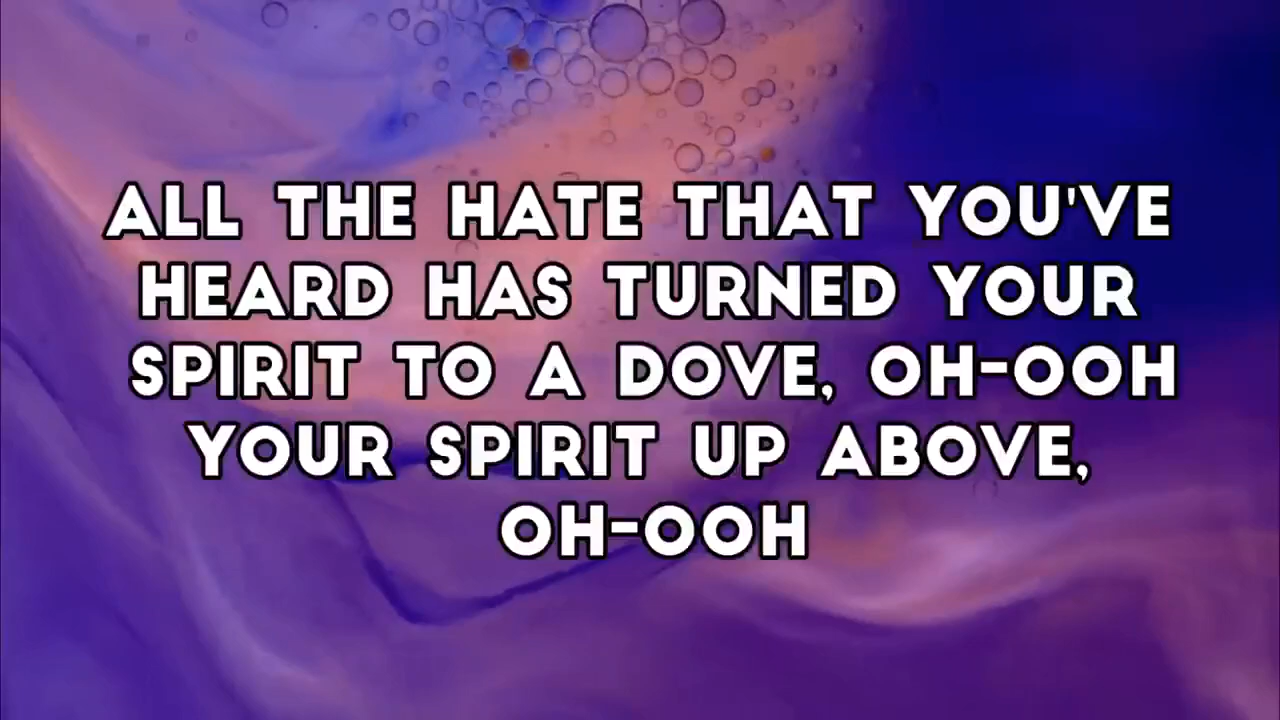 ALL THE HATE THAT YOU'VE
HEARD HAS TURNED YOUR
SPIRIT TO A DOVE, OH-OOH
YOUR SPIRIT UP ABOVE,
OH-OOH